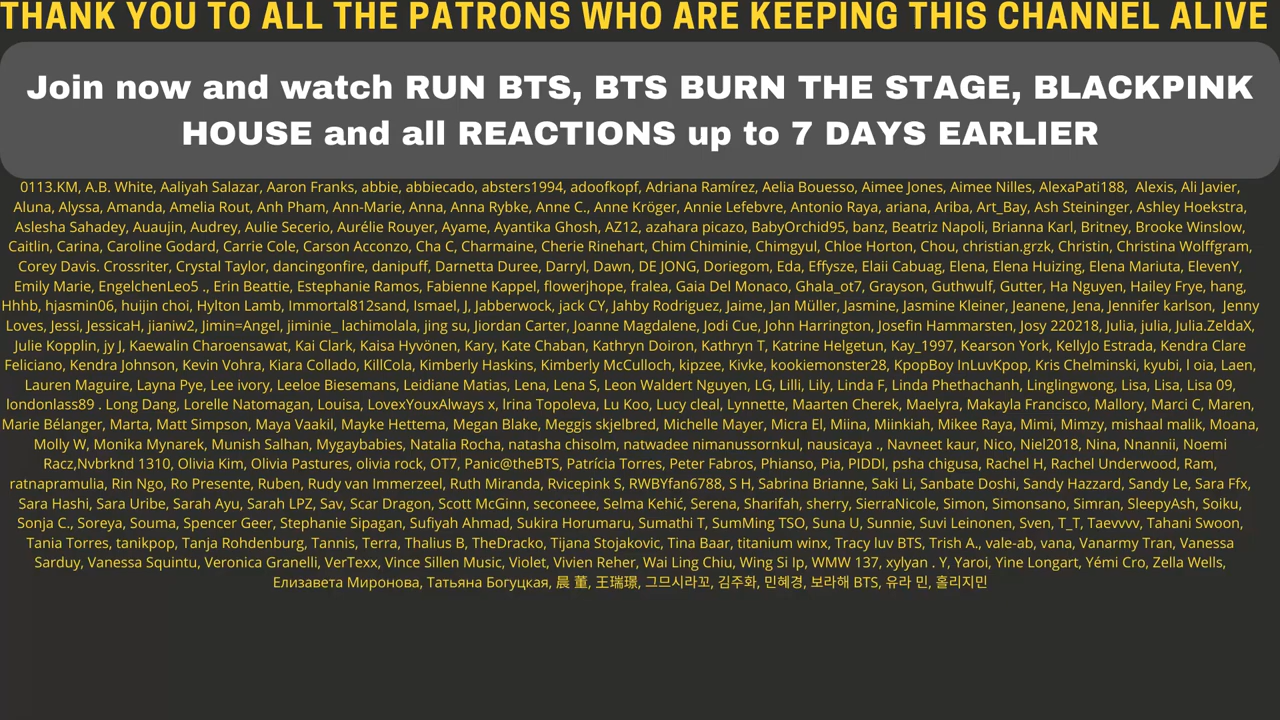 THANK YOU TO ALL THE PATRONS WHO ARE KEEPING THIS CHANNEL ALIVE
Join now and watch RUN BTS, BTS BURN THE STAGE, BLACKPINK
HOUSE and all REACTIONS up to 7 DAYS EARLIER
0113.KM, A.B. White, Aaliyah Salazar, Aaron Franks, abbie, abbiecado, absters1994, adoofkopf, Adriana Ramírez, Aelia Bouesso, Aimee Jones, Aimee Nilles, AlexaPati188, Alexis, Ali Javier,
Aluna, Alyssa, Amanda, Amelia Rout, Anh Pham, Ann-Marie, Anna, Anna Rybke, Anne C., Anne Kröger, Annie Lefebvre, Antonio Raya, ariana, Ariba, Art_Bay, Ash Steininger, Ashley Hoekstra,
Aslesha Sahadey, Auaujin, Audrey, Aulie Secerio, Aurélie Rouyer, Ayame, Ayantika Ghosh, AZ12, azahara picazo, BabyOrchid95, banz, Beatriz Napoli, Brianna Karl, Britney, Brooke Winslow,
Caitlin, Carina, Caroline Godard, Carrie Cole, Carson Acconzo, Cha C, Charmaine, Cherie Rinehart, Chim Chiminie, Chimgyul, Chloe Horton, Chou, christian.grzk, Christin, Christina Wolffgram,
Corey Davis. Crossriter, Crystal Taylor, dancingonfire, danipuff, Darnetta Duree, Darryl, Dawn, DE JONG, Doriegom, Eda, Effysze, Elaii Cabuag, Elena, Elena Huizing, Elena Mariuta, ElevenY,
Emily Marie, EngelchenLeo5 ., Erin Beattie, Estephanie Ramos, Fabienne Kappel, flowerjhope, fralea, Gaia Del Monaco, Ghala_ot7, Grayson, Guthwulf, Gutter, Ha Nguyen, Hailey Frye, hang,
Hhhb, hjasmin06, huijin choi, Hylton Lamb, Immortal812sand, Ismael, J, Jabberwock, jack CY, Jahby Rodriguez, Jaime, Jan Müller, Jasmine, Jasmine Kleiner, Jeanene, Jena, Jennifer karlson, Jenny
Loves, Jessi, JessicaH, jianiw2, Jimin=Angel, jiminie_ lachimolala, jing su, Jiordan Carter, Joanne Magdalene, Jodi Cue, John Harrington, Josefin Hammarsten, Josy 220218, Julia, julia, Julia.ZeldaX,
Julie Kopplin, jy J, Kaewalin Charoensawat, Kai Clark, Kaisa Hyvönen, Kary, Kate Chaban, Kathryn Doiron, Kathryn T, Katrine Helgetun, Kay_1997, Kearson York, KellyJo Estrada, Kendra Clare
Feliciano, Kendra Johnson, Kevin Vohra, Kiara Collado, KillCola, Kimberly Haskins, Kimberly McCulloch, kipzee, Kivke, kookiemonster28, KpopBoy InLuvKpop, Kris Chelminski, kyubi, l oia, Laen,
Lauren Maguire, Layna Pye, Lee ivory, Leeloe Biesemans, Leidiane Matias, Lena, Lena S, Leon Waldert Nguyen, LG, Lilli, Lily, Linda F, Linda Phethachanh, Linglingwong, Lisa, Lisa, Lisa 09,
londonlass89 . Long Dang, Lorelle Natomagan, Louisa, LovexYouxAlways x, lrina Topoleva, Lu Koo, Lucy cleal, Lynnette, Maarten Cherek, Maelyra, Makayla Francisco, Mallory, Marci C, Maren,
Marie Bélanger, Marta, Matt Simpson, Maya Vaakil, Mayke Hettema, Megan Blake, Meggis skjelbred, Michelle Mayer, Micra El, Miina, Miinkiah, Mikee Raya, Mimi, Mimzy, mishaal malik, Moana,
Molly W, Monika Mynarek, Munish Salhan, Mygaybabies, Natalia Rocha, natasha chisolm, natwadee nimanussornkul, nausicaya ., Navneet kaur, Nico, Niel2018, Nina, Nnannii, Noemi
Racz,Nvbrknd 1310, Olivia Kim, Olivia Pastures, olivia rock, OT7, Panic@theBTS, Patrícia Torres, Peter Fabros, Phianso, Pia, PIDDI, psha chigusa, Rachel H, Rachel Underwood, Ram,
ratnapramulia, Rin Ngo, Ro Presente, Ruben, Rudy van Immerzeel, Ruth Miranda, Rvicepink S, RWBYfan6788, S H, Sabrina Brianne, Saki Li, Sanbate Doshi, Sandy Hazzard, Sandy Le, Sara Ffx,
Sara Hashi, Sara Uribe, Sarah Ayu, Sarah LPZ, Sav, Scar Dragon, Scott McGinn, seconeee, Selma Kehić, Serena, Sharifah, sherry, SierraNicole, Simon, Simonsano, Simran, SleepyAsh, Soiku,
Sonja C., Soreya, Souma, Spencer Geer, Stephanie Sipagan, Sufiyah Ahmad, Sukira Horumaru, Sumathi T, SumMing TSO, Suna U, Sunnie, Suvi Leinonen, Sven, T_T, Taevvvv, Tahani Swoon,
Tania Torres, tanikpop, Tanja Rohdenburg, Tannis, Terra, Thalius B, TheDracko, Tijana Stojakovic, Tina Baar, titanium winx, Tracy luv BTS, Trish A., vale-ab, vana, Vanarmy Tran, Vanessa
Sarduy, Vanessa Squintu, Veronica Granelli, VerTexx, Vince Sillen Music, Violet, Vivien Reher, Wai Ling Chiu, Wing Si Ip, WMW 137, xylyan . Y, Yaroi, Yine Longart, Yémi Cro, Zella Wells,
Елизавета Миронова, Татьяна Богуцкая, 晨 董, 王瑞璟, 그므시라꼬, 김주화, 민혜경, 보라해 BTS, 유라 민, 홀리지민